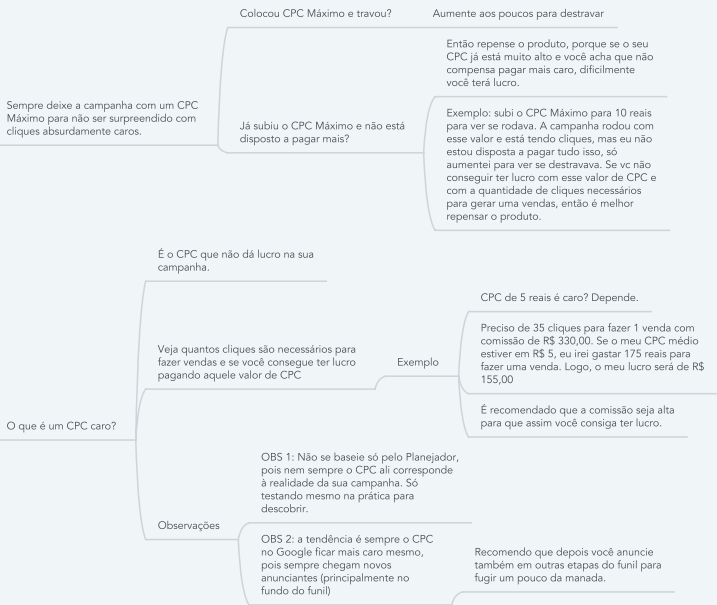 Colocou CPC Máximo e travou?
Aumente aos poucos para destravar
Sempre deixe a campanha com um CPC
Máximo para não ser surpreendido com
cliques absurdamente caros.
Já subiu o CPC Máximo e não está
disposto a pagar mais?
Então repense o produto, porque se o seu
CPC já está muito alto e você acha que não
compensa pagar mais caro, dificilmente
você terá lucro.
Exemplo: subi o CPC Máximo para 10 reais
para ver se rodava. A campanha rodou com
esse valor e está tendo cliques, mas eu não
estou disposta a pagar tudo isso, só
aumentei para ver se destravava. Se vc não
conseguir ter lucro com esse valor de CPC e
com a quantidade de cliques necessários
para gerar uma vendas, então é melhor
repensar o produto.
O que é um CPC caro?
É o CPC que não dá lucro na sua
campanha.
Veja quantos cliques são necessários para
fazer vendas e se você consegue ter lucro
pagando aquele valor de CPC
Exemplo
CPC de 5 reais é caro? Depende.
Preciso de 35 cliques para fazer 1 venda com
comissão de R$ 330,00. Se o meu CPC médio
estiver em R$ 5, eu irei gastar 175 reais para
fazer uma venda. Logo, o meu lucro será de R$
155,00
É recomendado que a comissão seja alta
para que assim você consiga ter lucro.
Observações
OBS 1: Não se baseie só pelo Planejador,
pois nem sempre o CPC ali corresponde
à realidade da sua campanha. Só
testando mesmo na prática para
descobrir.
OBS 2: a tendência é sempre o CPC
no Google ficar mais caro mesmo,
pois sempre chegam novos
anunciantes (principalmente no
fundo do funil)
Recomendo que depois você anuncie
também em outras etapas do funil para
fugir um pouco da manada.